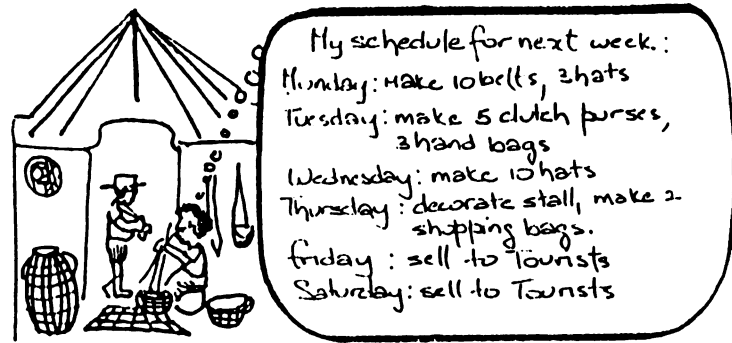 My schedule for next week.:
Monday: Make 10 belts, 3 hats
Tuesday: make 5 clutch purses,
3 hand bags
Wednesday: make 10 hats
Thursday: decorate stall, make 2
shopping bags.
Friday : sell to Tourists
Saturday: sell to Tourists